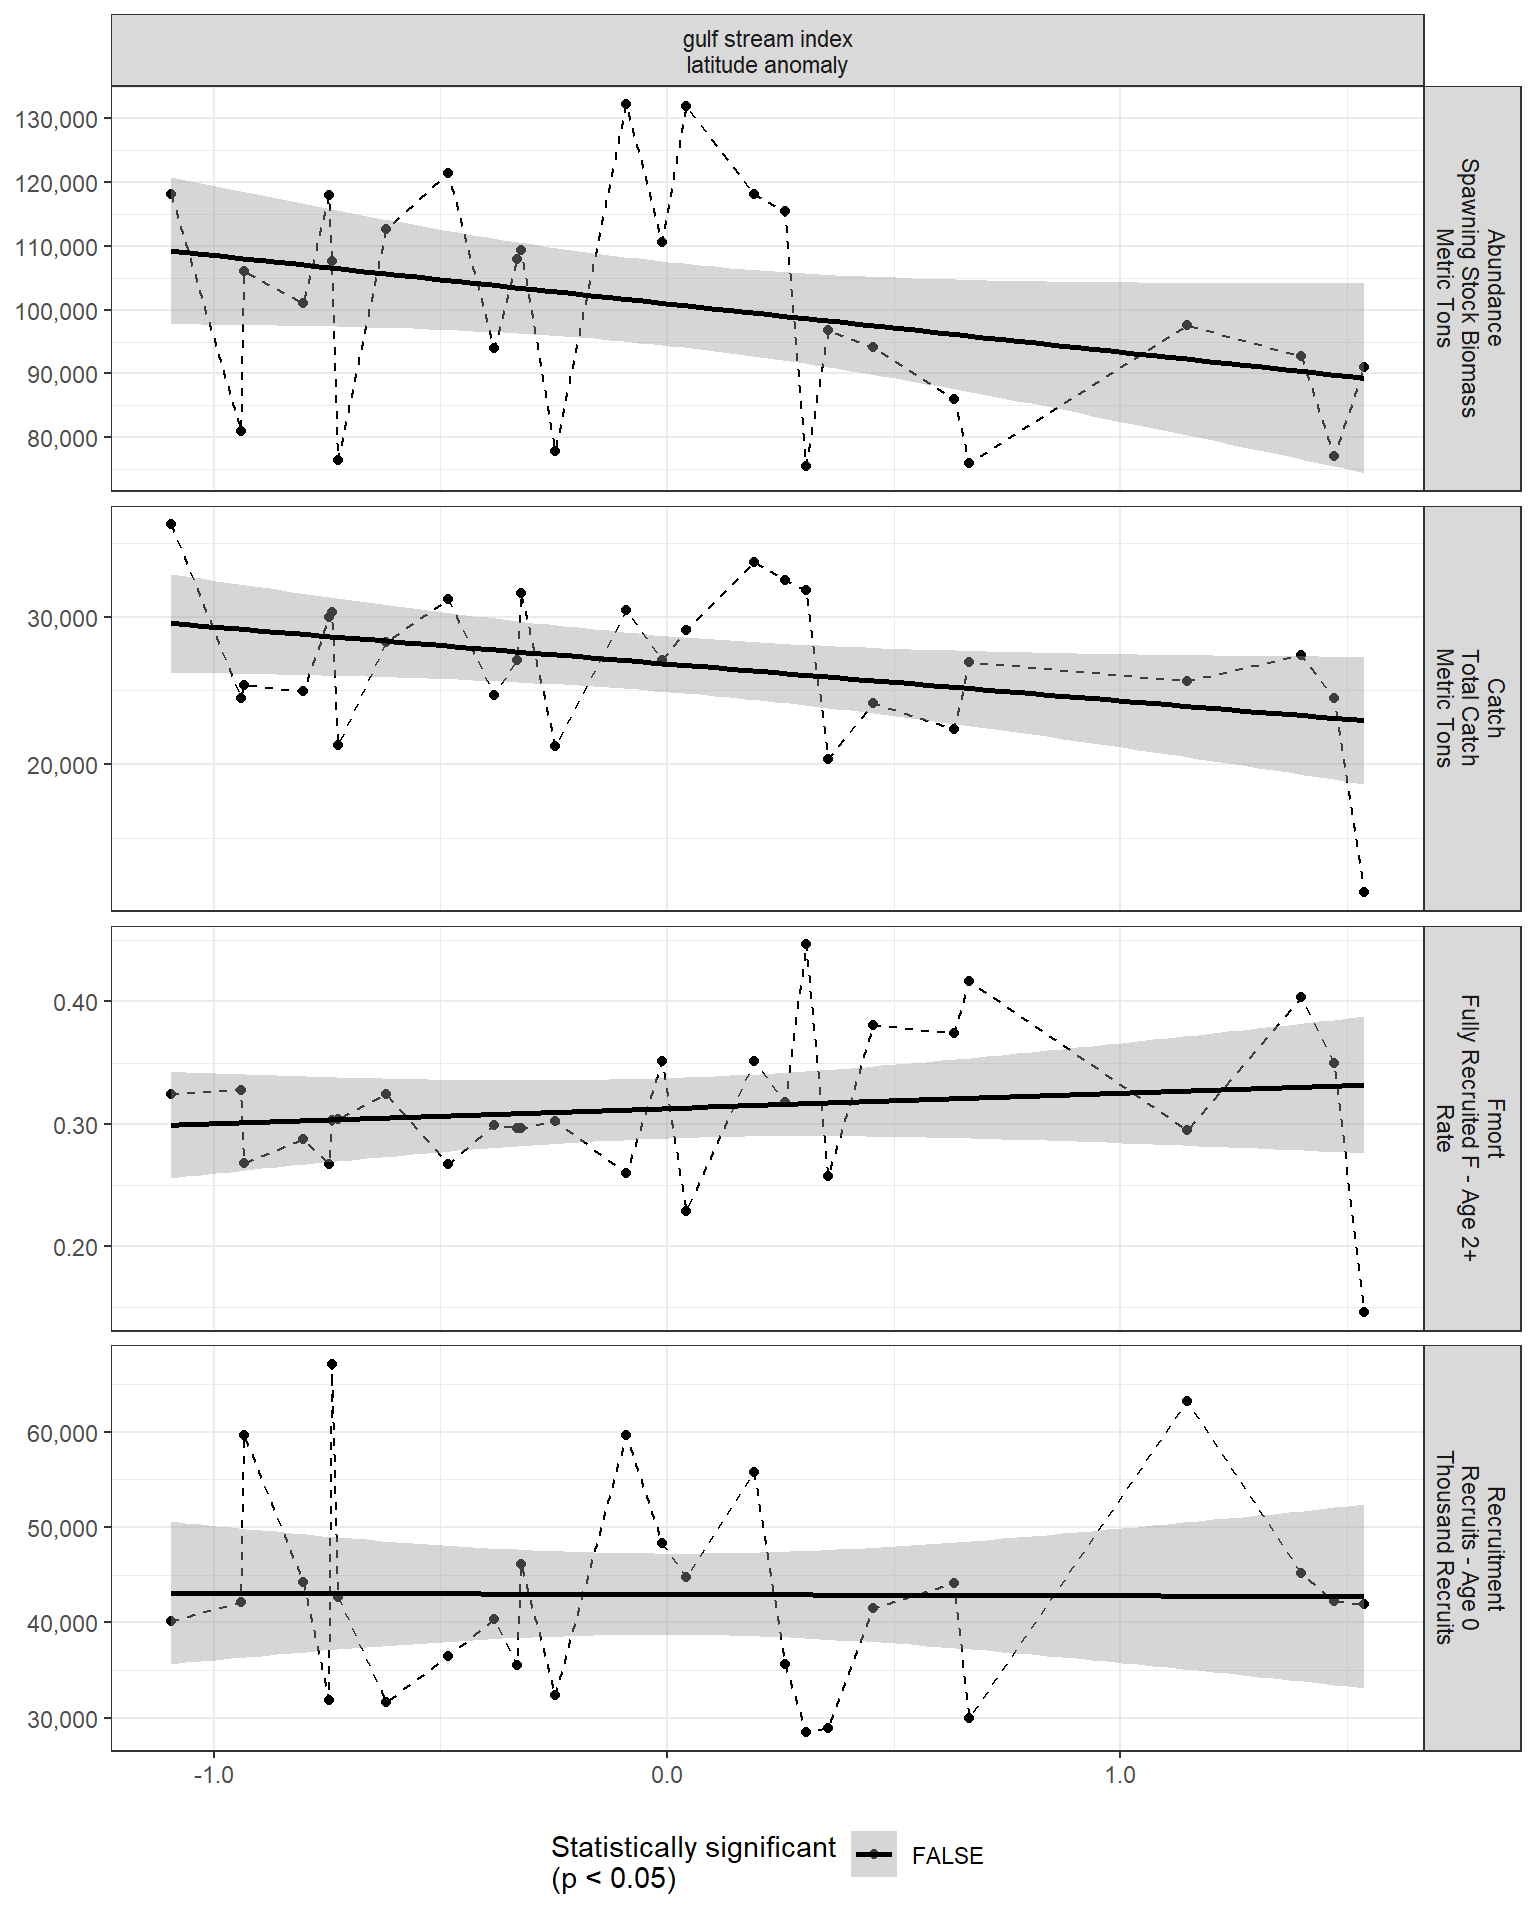 gulf stream index
latitude anomaly
130,000
120,000
110,000
100,000
90,000
80,000
Abundance
Spawning Stock Biomass
Metric Tons
30,000
20,000
Catch
Total Catch
Metric Tons
0.40
0.30
0.20
Fmort
Fully Recruited F - Age 2+
Rate
60,000
50,000
40,000
30,000
Recruitment
Recruits - Age 0
Thousand Recruits
-1.0
0.0
1.0
Statistically significant
(p < 0.05)
FALSE